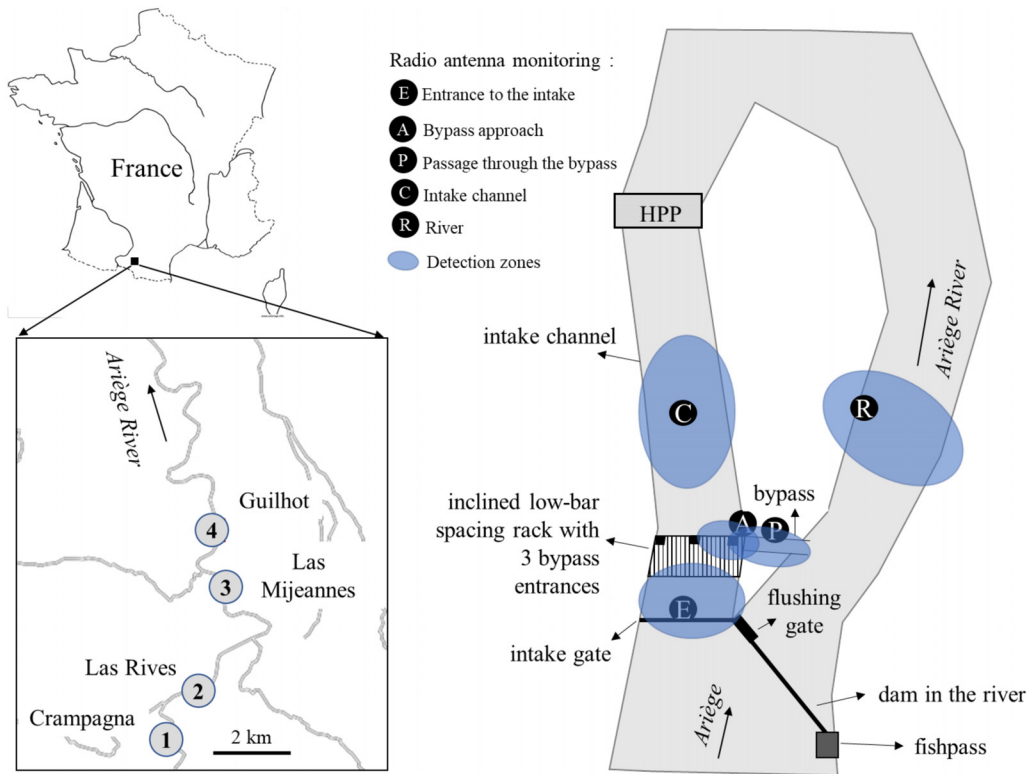 France
Radio antenna monitoring :
E Entrance to the intake
A Bypass approach
P Passage through the bypass
C Intake channel
R River
Detection zones
Ariège River
Guilhot
4
Las
Mijeannes
3
Las Rives
2
Crampagna
1
2 km
HPP
intake channel
C
R
Ariège River
bypass
A
P
inclined low-bar
spacing rack with
3 bypass
entrances
E
flushing
gate
intake gate
Ariège
dam in the river
fishpass